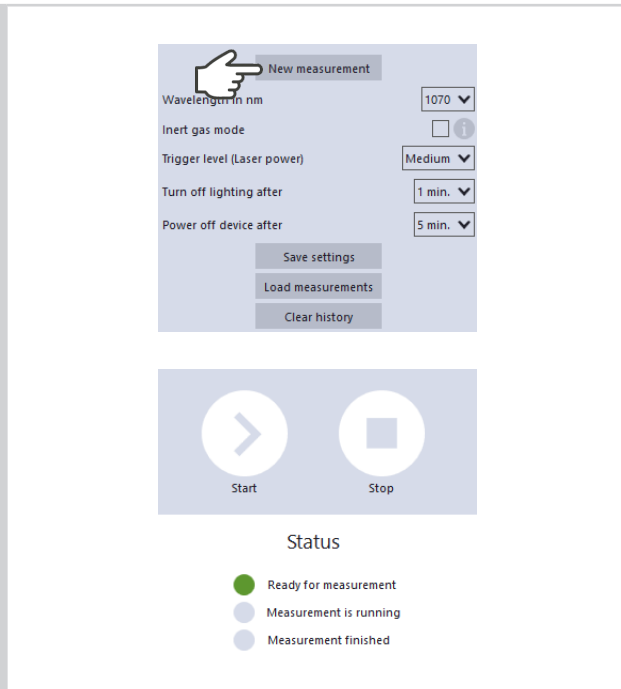 New measurement
Wavelength in nm 1070
Inert gas mode i
Trigger level (Laser power) Medium
Turn off lighting after 1 min.
Power off device after 5 min.
Save settings
Load measurements
Clear history
Start Stop
Status
Ready for measurement
Measurement is running
Measurement finished